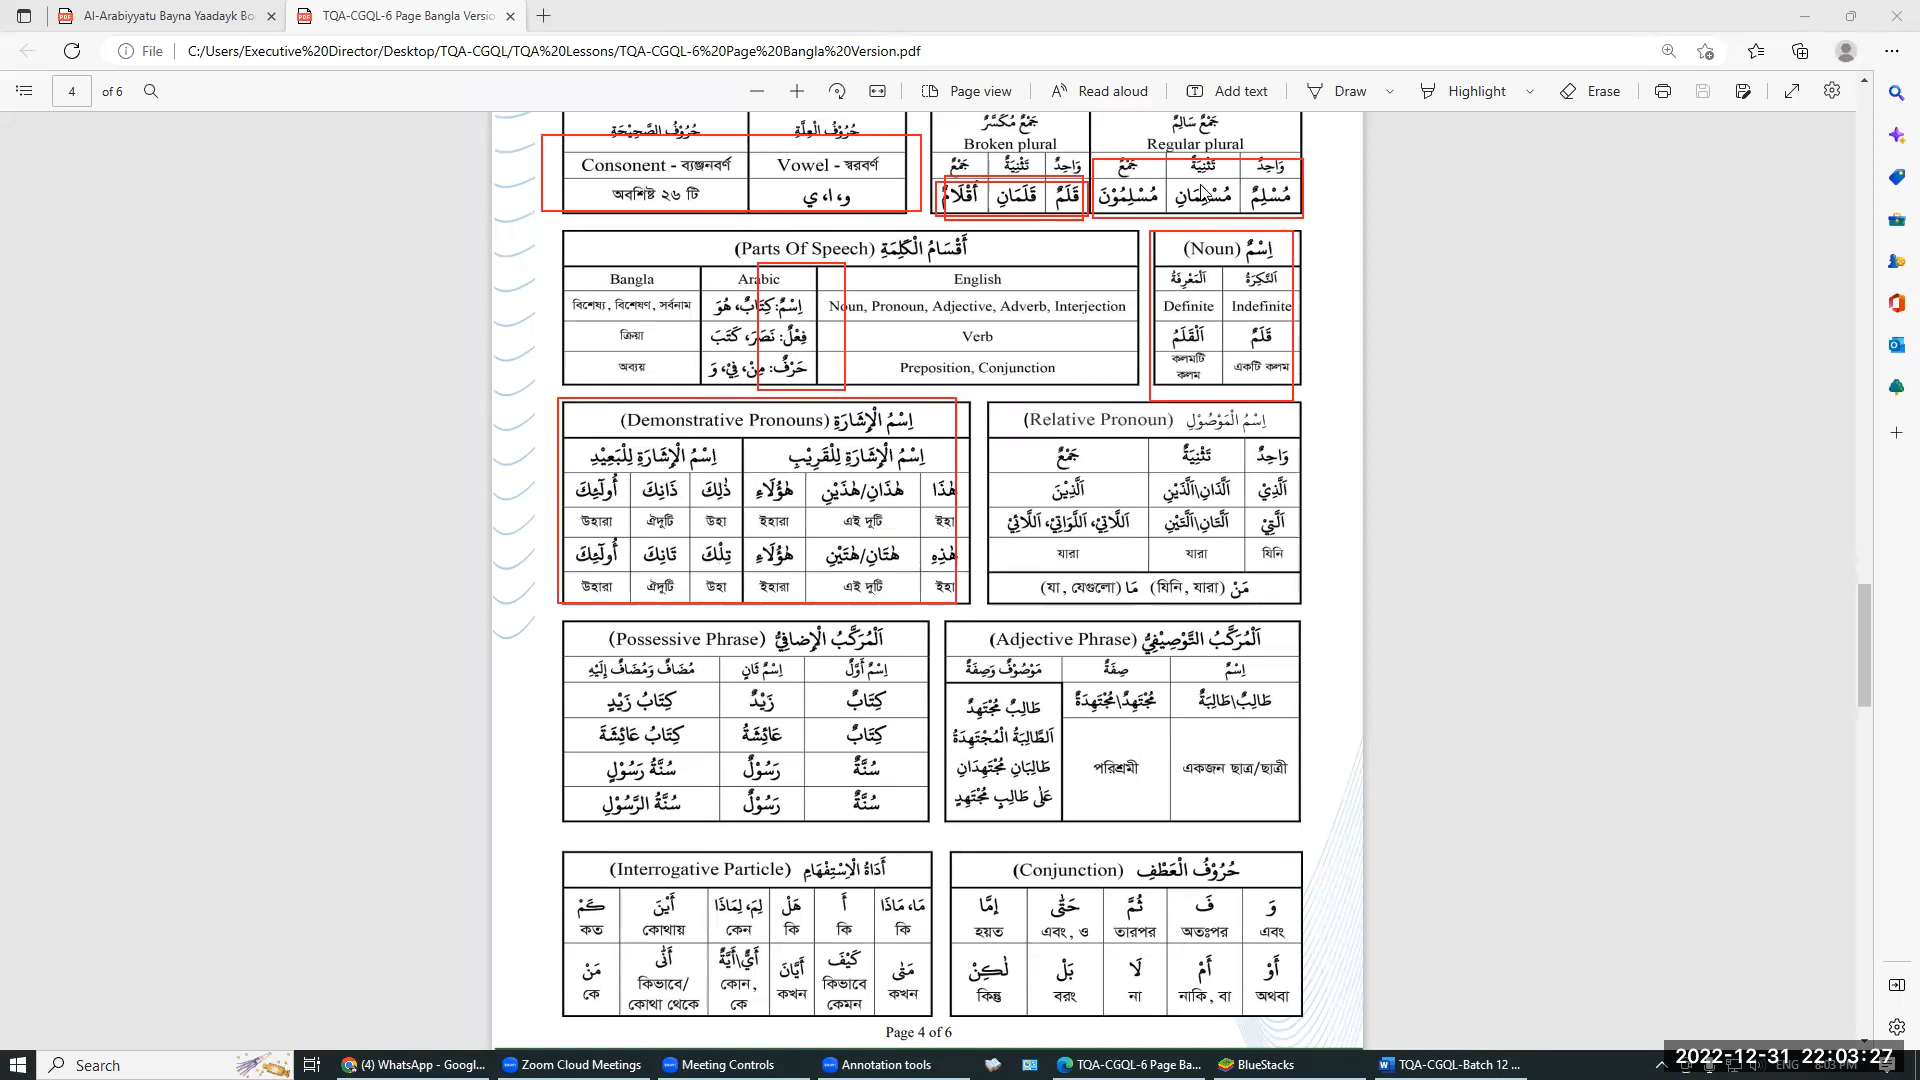 Al-Arabiyyatu Bayna Yaadayk Bo
TQA-CGQL-6 Page Bangla Versio
File
C:/Users/Executive%20Director/Desktop/TQA-CGQL/TQA%20Lessons/TQA-CGQL-6%20Page%20Bangla%20Version.pdf
4 of 6
Page view
Read aloud
Add text
Draw
Highlight
Erase
حُرُوْفُ الصَّحِيْحَةِ حُرُوْفُ الْعِلَّةِ
Consonent - ব্যঞ্জনবর্ণ Vowel - স্বরবর্ণ
অবশিষ্ট ২৬ টি و، ا، ي
جَمْعٌ مُكَسَّرٌ
Broken plural
وَاحِدٌ تَثْنِيَةٌ جَمْعٌ
قَلَمٌ قَلَمَانِ أَقْلَامٌ
جَمْعٌ سَالِمٌ
Regular plural
وَاحِدٌ تَثْنِيَةٌ جَمْعٌ
مُسْلِمٌ مُسْلِمَانِ مُسْلِمُوْنَ
(Parts Of Speech) أَقْسَامُ الْكَلِمَةِ
Bangla Arabic English
বিশেষ্য, বিশেষণ, সর্বনাম اِسْمٌ: كِتَابٌ، هُوَ Noun, Pronoun, Adjective, Adverb, Interjection
ক্রিয়া فِعْلٌ: نَصَرَ، كَتَبَ Verb
অব্যয় حَرْفٌ: مِنْ، فِيْ، وَ Preposition, Conjunction
(Noun) اِسْمٌ
اَلْمَعْرِفَةُ اَلنَّكِرَةُ
Definite Indefinite
اَلْقَلَمُ قَلَمٌ
কলমটি
কলম একটি কলম
(Demonstrative Pronouns) اِسْمُ الْإِشَارَةِ
اِسْمُ الْإِشَارَةِ لِلْقَرِيْبِ اِسْمُ الْإِشَارَةِ لِلْبَعِيْدِ
هٰذَا هٰذَانِ/هٰذَيْنِ هٰؤُلَاءِ ذٰلِكَ ذَانِكَ أُولٰٓئِكَ
উহারা ঐদুটি উহা ইহারা এই দুটি ইহা
هٰذِهِ هٰتَانِ/هٰتَيْنِ هٰؤُلَاءِ تِلْكَ تَانِكَ أُولٰٓئِكَ
উহারা ঐদুটি উহা ইহারা এই দুটি ইহা
(Relative Pronoun) اِسْمُ الْمَوْصُوْلِ
وَاحِدٌ تَثْنِيَةٌ جَمْعٌ
اَلَّذِيْ اَلَّذَانِ\اَلَّذَيْنِ اَلَّذِيْنَ
اَلَّتِيْ اَلَّتَانِ\اَلَّتَيْنِ اَللَّاتِيْ، اَللَّوَاتِيْ، اَللَّائِيْ
যারা যারা যিনি
مَنْ (যিনি, যারা) مَا (যা, যেগুলো)
(Possessive Phrase) اَلْمُرَكَّبُ الْإِضَافِيُّ
اِسْمٌ أَوَّلٌ اِسْمٌ ثَانٍ مُضَافٌ وَمُضَافٌ إِلَيْهِ
كِتَابٌ زَيْدٌ كِتَابُ زَيْدٍ
كِتَابٌ عَائِشَةُ كِتَابُ عَائِشَةَ
سُنَّةٌ رَسُوْلٌ سُنَّةُ رَسُوْلٍ
سُنَّةٌ رَسُوْلٌ سُنَّةُ الرَّسُوْلِ
(Adjective Phrase) اَلْمُرَكَّبُ التَّوْصِيْفِيُّ
اِسْمٌ صِفَةٌ مَوْصُوْفٌ وَصِفَةٌ
طَالِبٌ\طَالِبَةٌ مُجْتَهِدٌ\مُجْتَهِدَةٌ طَالِبٌ مُجْتَهِدٌ
اَلطَّالِبَةُ الْمُجْتَهِدَةُ
طَالِبَانِ مُجْتَهِدَانِ
عَلٰى طَالِبٍ مُجْتَهِدٍ
পরিশ্রমী একজন ছাত্র/ছাত্রী
(Interrogative Particle) أَدَاةُ الْاِسْتِفْهَامِ
مَا، مَاذَا أَ هَلْ لِمَ، لِمَاذَا أَيْنَ كَمْ
কত কোথায় কেন কি কি কি
مَتٰى كَيْفَ أَيَّانَ أَيٌّ\أَيَّةٌ أَنّٰى مَنْ
কে কিভাবে/ কোথা থেকে কোন, কে কখন কিভাবে কেমন কখন
(Conjunction) حُرُوْفُ الْعَطْفِ
وَ فَ ثُمَّ حَتّٰى إِمَّا
হয়ত এবং, ও তারপর অতঃপর এবং
أَوْ أَمْ لَا بَلْ لٰكِنْ
কিন্তু বরং না নাকি, বা অথবা
Page 4 of 6
Search
(4) WhatsApp - Googl...
Zoom Cloud Meetings
Meeting Controls
Annotation tools
TQA-CGQL-6 Page Ba...
BlueStacks
TQA-CGQL-Batch 12 ...
2022-12-31 22:03:27